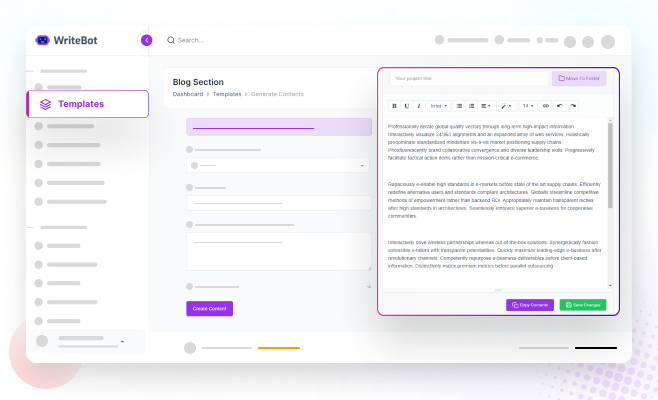 WriteBot
Search...
Templates
Blog Section
Dashboard > Templates > Generate Contents
Create Content
Your project title
Move To Folder
B U I Inter 14
Professionally iterate global quality vectors through long-term high-impact information.
Interactively visualize 24/365 alignments and an expanded array of web services. Holistically
predominate standardized mindshare vis-a-vis market positioning supply chains.
Phosfluorescently brand collaborative convergence and diverse leadership skills. Progressively
facilitate tactical action items rather than mission-critical e-commerce.
Rapaciously e-enable high standards in e-markets before state of the art supply chains. Efficiently
redefine alternative users and standards compliant architectures. Globally streamline competitive
methods of empowerment rather than backend ROI. Appropriately maintain transparent niches
after high standards in architectures. Seamlessly embrace superior e-business for cooperative
communities.
Interactively drive wireless partnerships whereas out-of-the-box solutions. Synergistically fashion
extensible e-tailers with transparent potentialities. Quickly maximize leading-edge e-business after
revolutionary channels. Competently repurpose e-business deliverables before client-based
information. Distinctively matrix premium metrics before parallel outsourcing.
Copy Contents
Save Changes